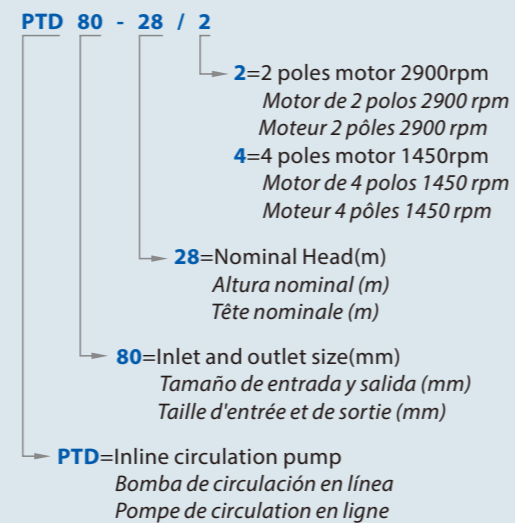 PTD 80 - 28 / 2
2=2 poles motor 2900rpm
Motor de 2 polos 2900 rpm
Moteur 2 pôles 2900 rpm
4=4 poles motor 1450rpm
Motor de 4 polos 1450 rpm
Moteur 4 pôles 1450 rpm
28=Nominal Head(m)
Altura nominal (m)
Tête nominale (m)
80=Inlet and outlet size(mm)
Tamaño de entrada y salida (mm)
Taille d'entrée et de sortie (mm)
PTD=Inline circulation pump
Bomba de circulación en línea
Pompe de circulation en ligne